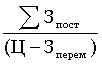 ∑ З пост
(Ц – З перем )